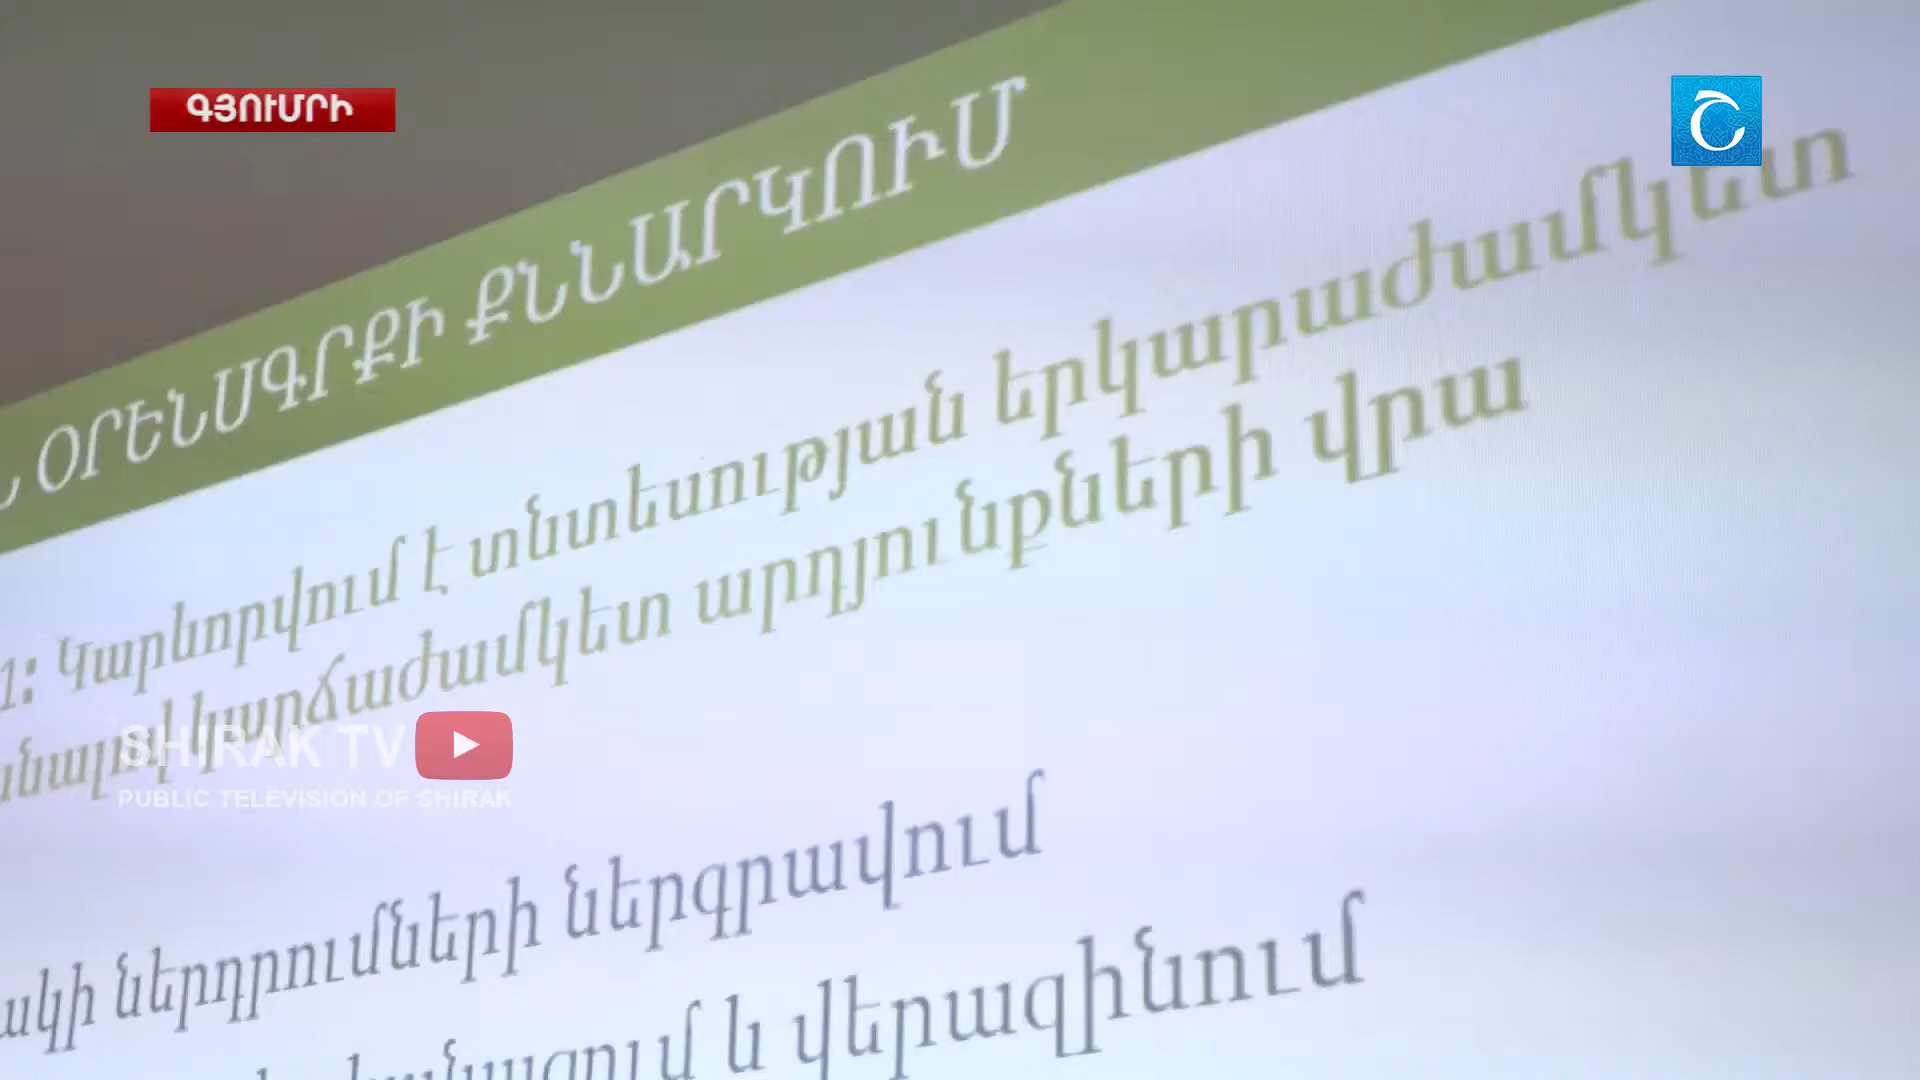 ԳՅՈՒՄՐԻ
ՕՐԵՆՍԳՐՔԻ ՔՆՆԱՐԿՈՒՄ
1: Կարևորվում է տնտեսության երկարաժամկետ
կարճաժամկետ արդյունքների վրա
SHIRAK TV
PUBLIC TELEVISION OF SHIRAK
ներդրումների ներգրավում
և վերազինում